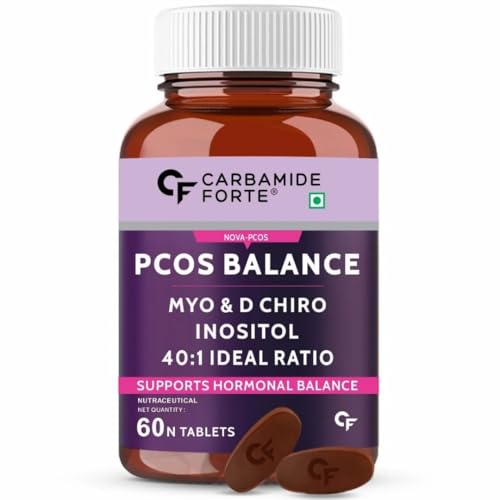 CF CARBAMIDE
FORTE®
NOVA-PCOS
PCOS BALANCE
MYO & D CHIRO
INOSITOL
40:1 IDEAL RATIO
SUPPORTS HORMONAL BALANCE
NUTRACEUTICAL
NET QUANTITY:
60N TABLETS
CF
CF
CF